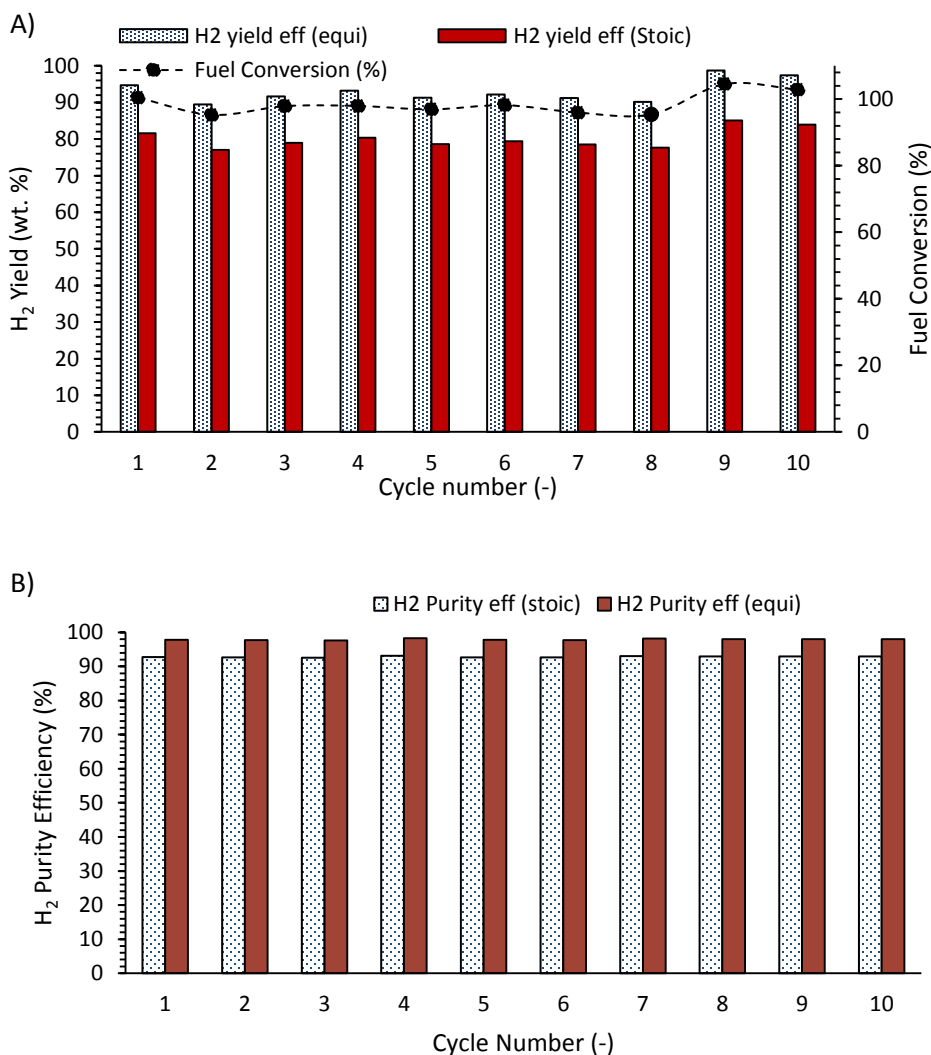 A)
H2 yield eff (equi) H2 yield eff (Stoic)
Fuel Conversion (%)
H2 Yield (wt. %)
100
90
80
70
60
50
40
30
20
10
0
Fuel Conversion (%)
100
80
60
40
20
0
1 2 3 4 5 6 7 8 9 10
Cycle number (-)
B)
H2 Purity eff (stoic) H2 Purity eff (equi)
H2 Purity Efficiency (%)
100
90
80
70
60
50
40
30
20
10
0
1 2 3 4 5 6 7 8 9 10
Cycle Number (-)